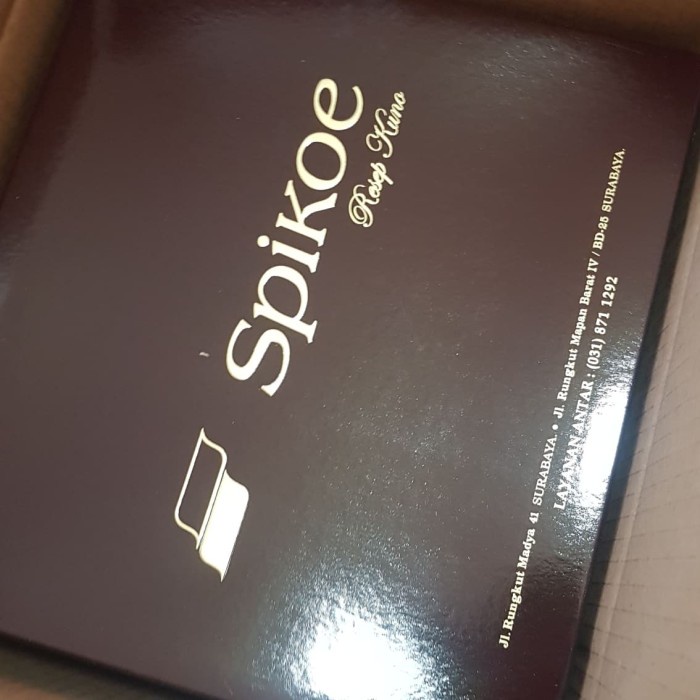 Spikoe
Resep Kuno
Jl. Rungkut Madya 41 SURABAYA. • Jl. Rungkut Mapan Barat IV / BD-25 SURABAYA.
LAYANAN ANTAR : (031) 871 1292